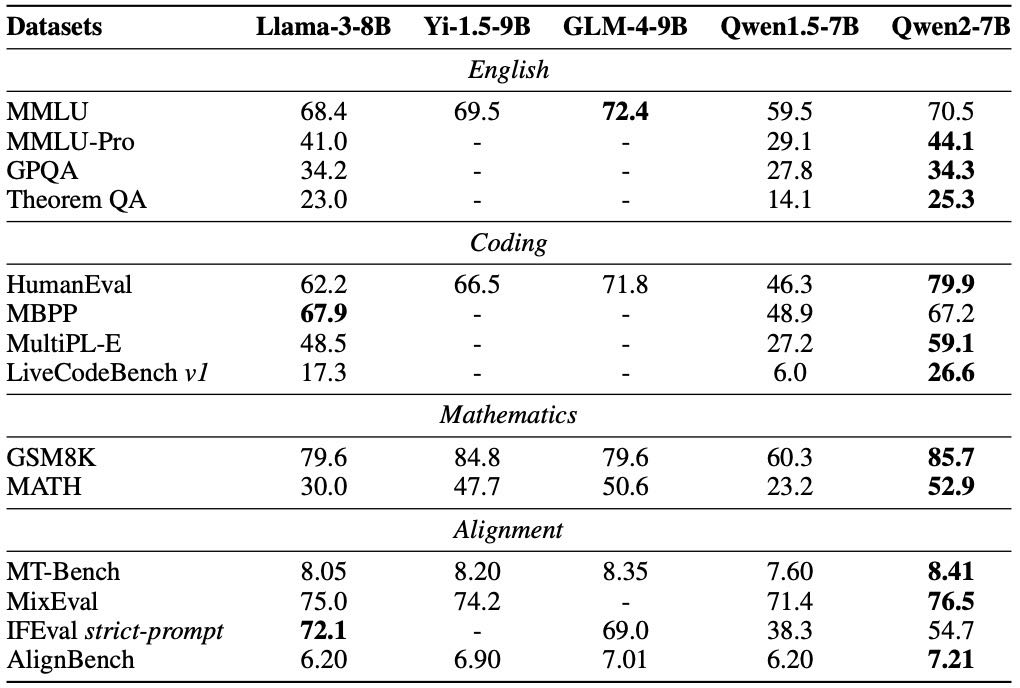 Datasets Llama-3-8B Yi-1.5-9B GLM-4-9B Qwen1.5-7B Qwen2-7B
English
MMLU 68.4 69.5 72.4 59.5 70.5
MMLU-Pro 41.0 - - 29.1 44.1
GPQA 34.2 - - 27.8 34.3
Theorem QA 23.0 - - 14.1 25.3
Coding
HumanEval 62.2 66.5 71.8 46.3 79.9
MBPP 67.9 - - 48.9 67.2
MultiPL-E 48.5 - - 27.2 59.1
LiveCodeBench v1 17.3 - - 6.0 26.6
Mathematics
GSM8K 79.6 84.8 79.6 60.3 85.7
MATH 30.0 47.7 50.6 23.2 52.9
Alignment
MT-Bench 8.05 8.20 8.35 7.60 8.41
MixEval 75.0 74.2 - 71.4 76.5
IFEval strict-prompt 72.1 - 69.0 38.3 54.7
AlignBench 6.20 6.90 7.01 6.20 7.21